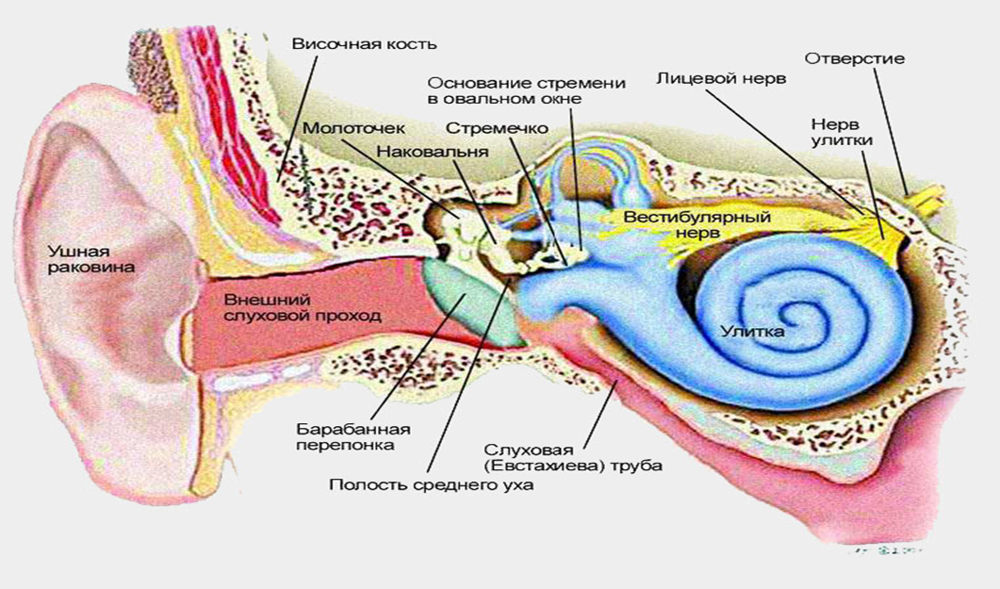 Височная кость
Отверстие
Основание стремени
в овальном окне
Лицевой нерв
Молоточек
Стремечко
Нерв
улитки
Наковальня
Вестибулярный
нерв
Ушная
раковина
Внешний
слуховой проход
Улитка
Барабанная
перепонка
Слуховая
(Евстахиева) труба
Полость среднего уха